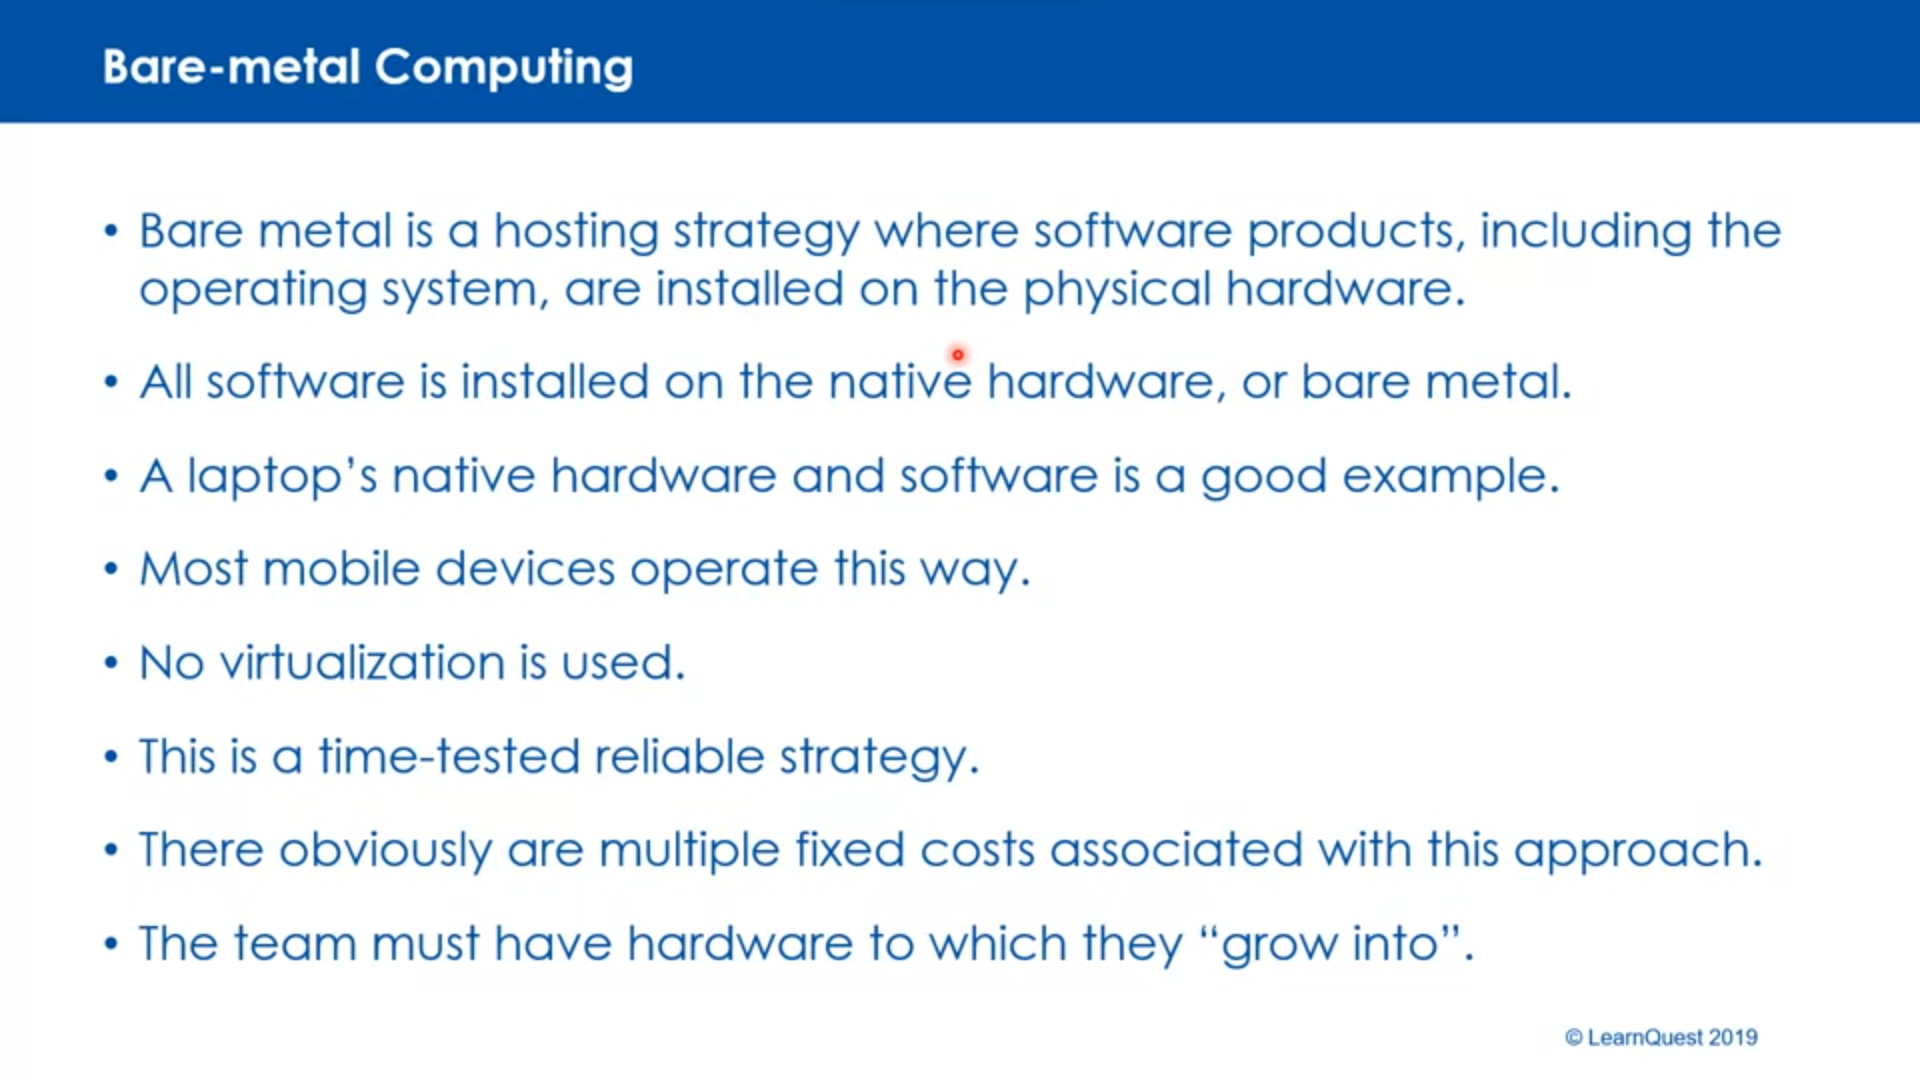 Bare-metal Computing
• Bare metal is a hosting strategy where software products, including the
operating system, are installed on the physical hardware.
• All software is installed on the native hardware, or bare metal.
• A laptop’s native hardware and software is a good example.
• Most mobile devices operate this way.
• No virtualization is used.
• This is a time-tested reliable strategy.
• There obviously are multiple fixed costs associated with this approach.
• The team must have hardware to which they “grow into”.
© LearnQuest 2019